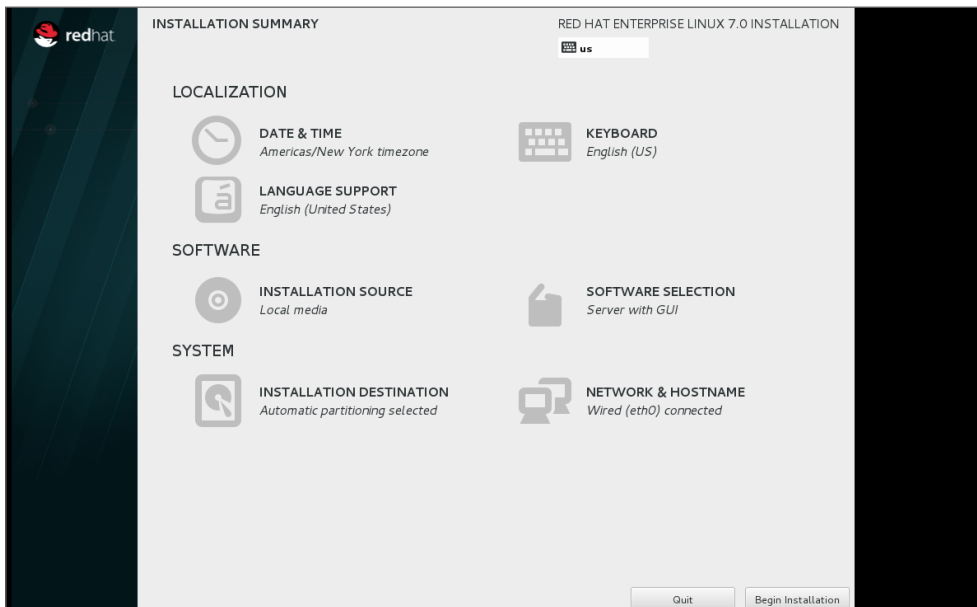 redhat
INSTALLATION SUMMARY
RED HAT ENTERPRISE LINUX 7.0 INSTALLATION
us
LOCALIZATION
DATE & TIME
Americas/New York timezone
KEYBOARD
English (US)
á
LANGUAGE SUPPORT
English (United States)
SOFTWARE
INSTALLATION SOURCE
Local media
SOFTWARE SELECTION
Server with GUI
SYSTEM
INSTALLATION DESTINATION
Automatic partitioning selected
NETWORK & HOSTNAME
Wired (eth0) connected
Quit
Begin Installation